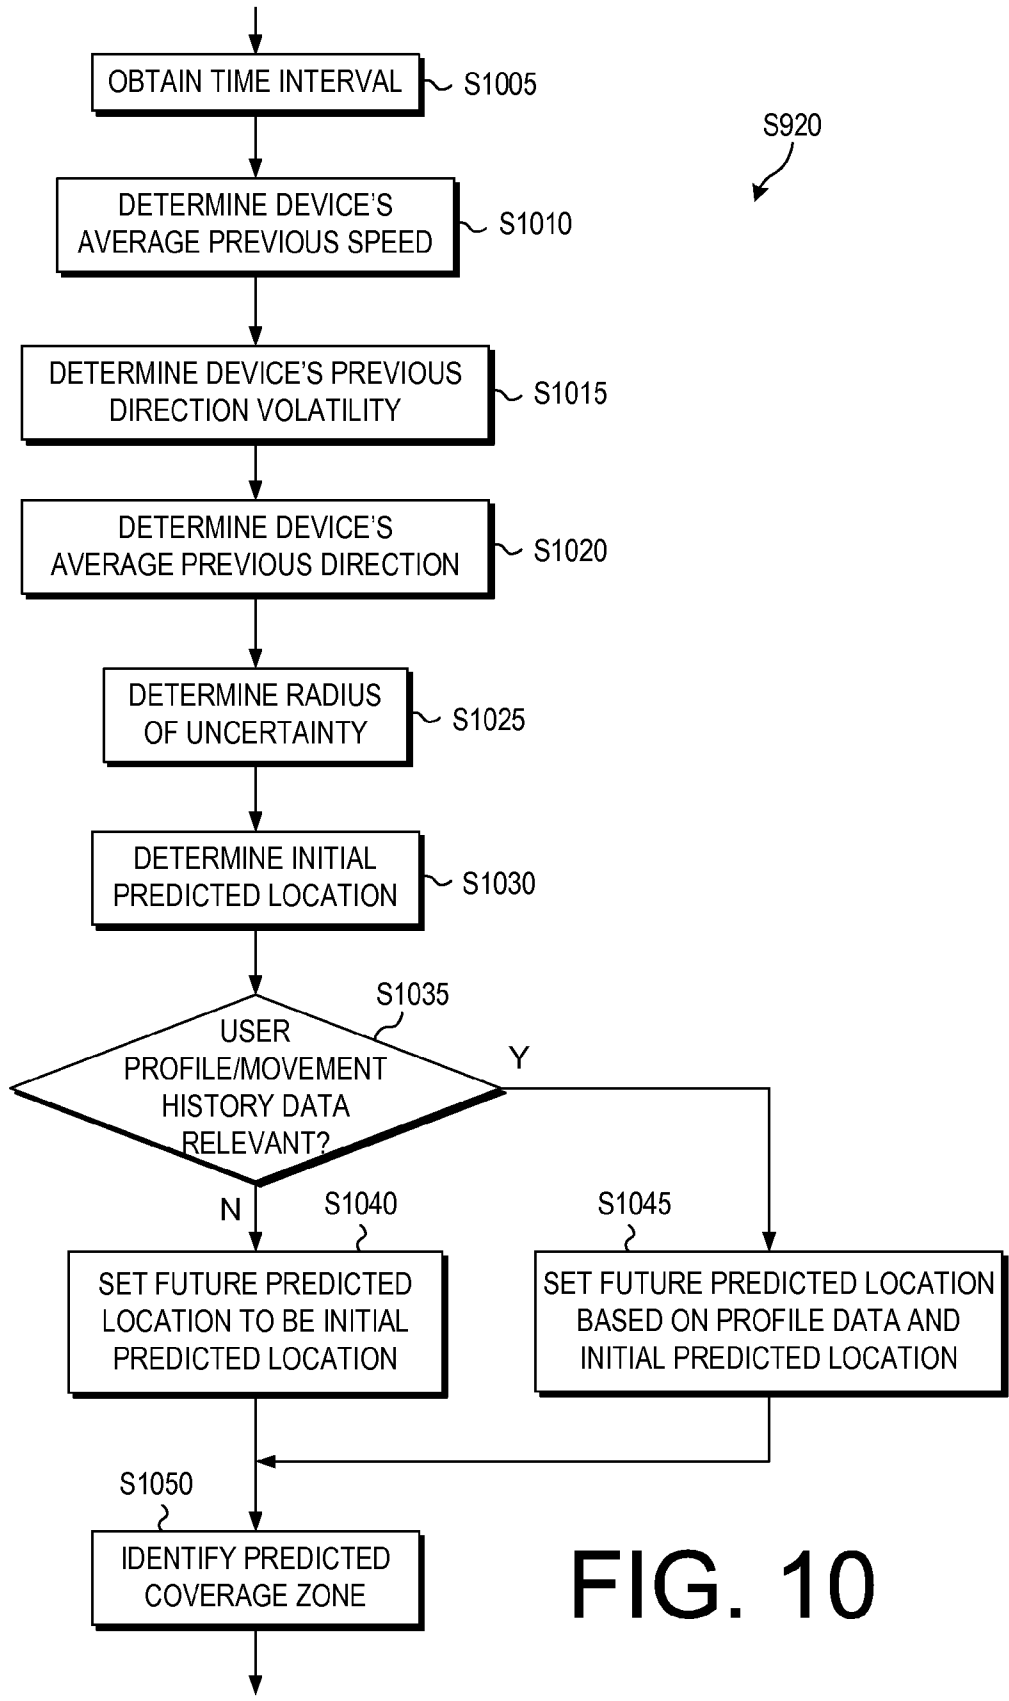 OBTAIN TIME INTERVAL
S1005
S920
DETERMINE DEVICE'S
AVERAGE PREVIOUS SPEED
S1010
DETERMINE DEVICE'S PREVIOUS
DIRECTION VOLATILITY
S1015
DETERMINE DEVICE'S
AVERAGE PREVIOUS DIRECTION
S1020
DETERMINE RADIUS
OF UNCERTAINTY
S1025
DETERMINE INITIAL
PREDICTED LOCATION
S1030
S1035
USER
PROFILE/MOVEMENT
HISTORY DATA
RELEVANT?
Y
N
S1040
SET FUTURE PREDICTED
LOCATION TO BE INITIAL
PREDICTED LOCATION
S1045
SET FUTURE PREDICTED LOCATION
BASED ON PROFILE DATA AND
INITIAL PREDICTED LOCATION
S1050
IDENTIFY PREDICTED
COVERAGE ZONE
FIG. 10